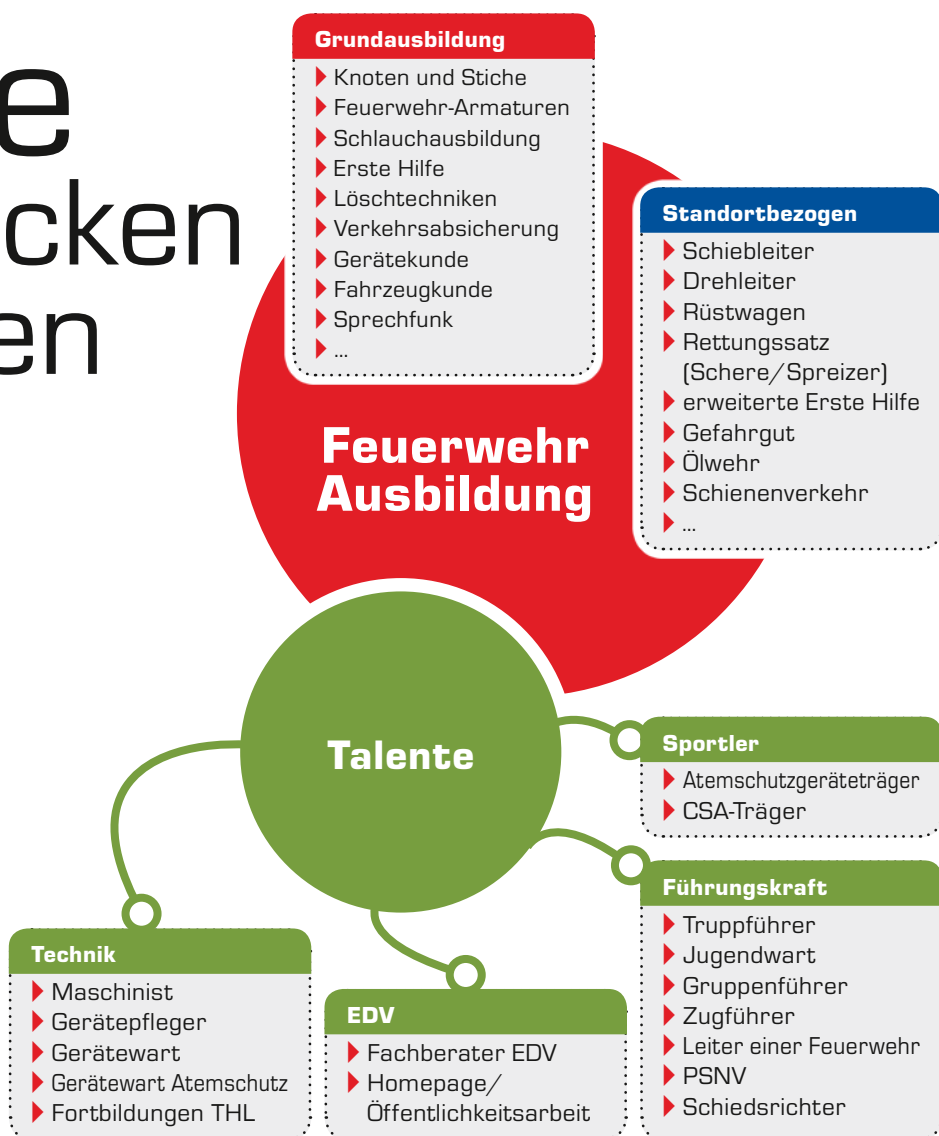 e
cken
en
Grundausbildung
Knoten und Stiche
Feuerwehr-Armaturen
Schlauchausbildung
Erste Hilfe
Löschtechniken
Verkehrsabsicherung
Gerätekunde
Fahrzeugkunde
Sprechfunk
...
Standortbezogen
Schiebleiter
Drehleiter
Rüstwagen
Rettungssatz
(Schere/Spreizer)
erweiterte Erste Hilfe
Gefahrgut
Ölwehr
Schienenverkehr
...
Feuerwehr
Ausbildung
Talente
Sportler
Atemschutzgeräteträger
CSA-Träger
Führungskraft
Truppführer
Jugendwart
Gruppenführer
Zugführer
Leiter einer Feuerwehr
PSNV
Schiedsrichter
Technik
Maschinist
Gerätepfleger
Gerätewart
Gerätewart Atemschutz
Fortbildungen THL
EDV
Fachberater EDV
Homepage/
Öffentlichkeitsarbeit